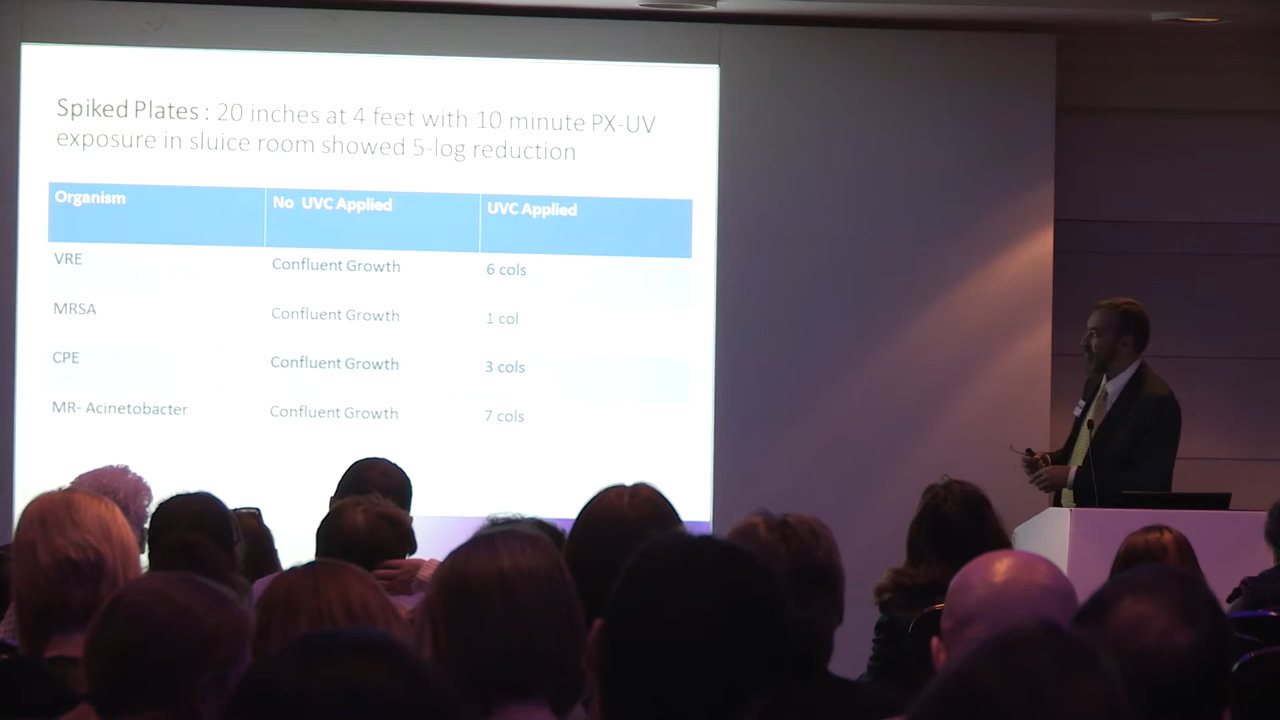 Spiked Plates : 20 inches at 4 feet with 10 minute PX-UV
exposure in sluice room showed 5-log reduction
Organism No UVC Applied UVC Applied
VRE Confluent Growth 6 cols
MRSA Confluent Growth 1 col
CPE Confluent Growth 3 cols
MR- Acinetobacter Confluent Growth 7 cols